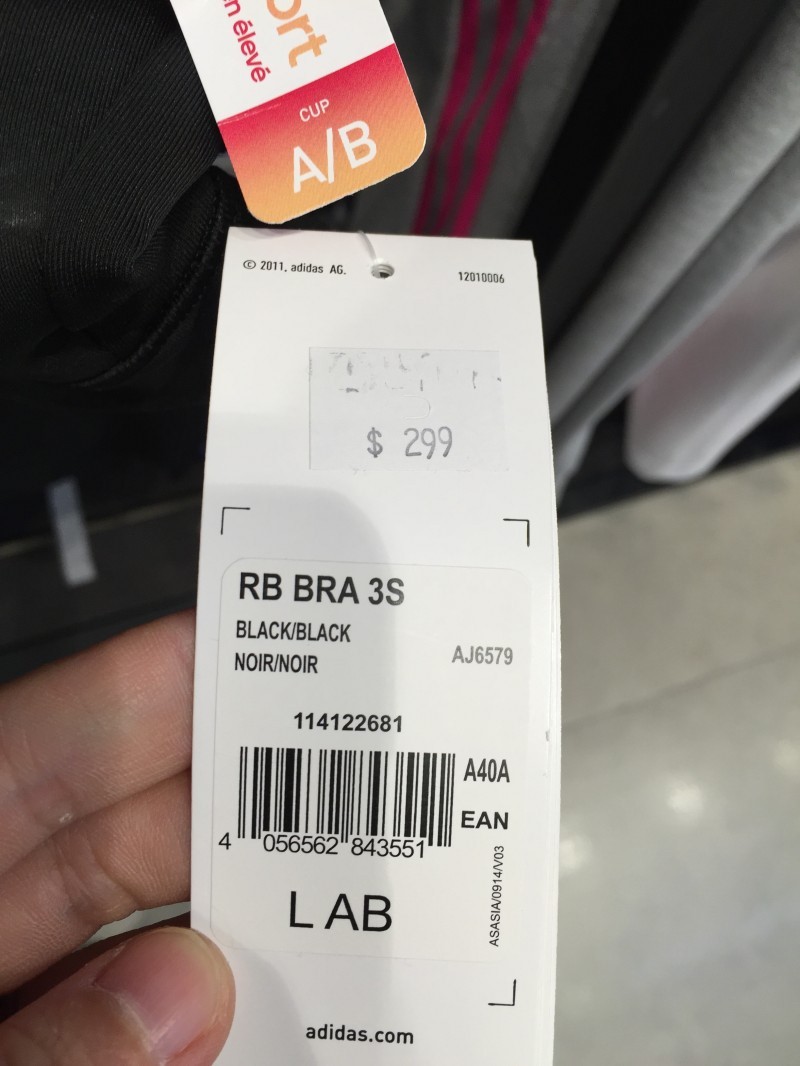 ort
n élevé
CUP
A/B
© 2011, adidas AG.
12010006
$ 299
RB BRA 3S
BLACK/BLACK
NOIR/NOIR
AJ6579
114122681
A40A
EAN
4 056562 843551
ASASIA/0914/V03
L AB
adidas.com